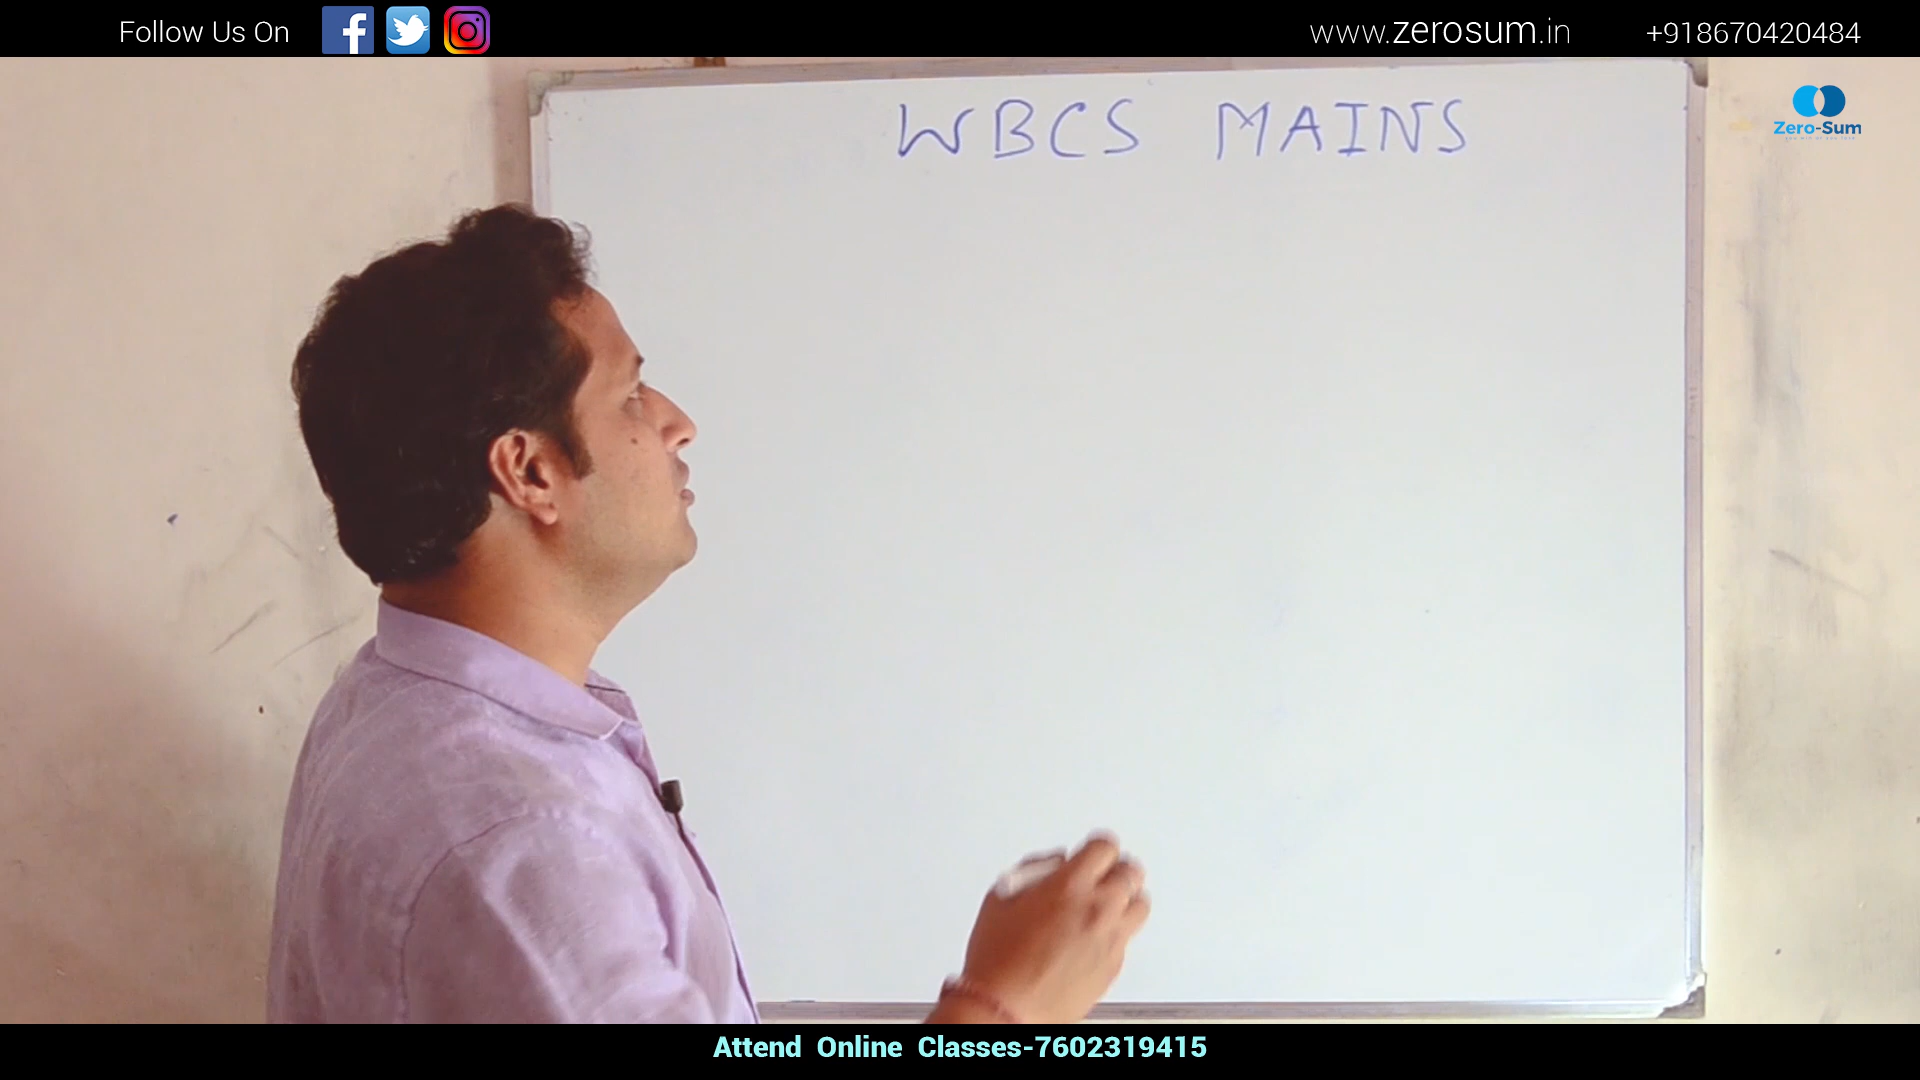 Follow Us On
www.zerosum.in
+918670420484
WBCS MAINS
Zero-Sum
Attend Online Classes-7602319415